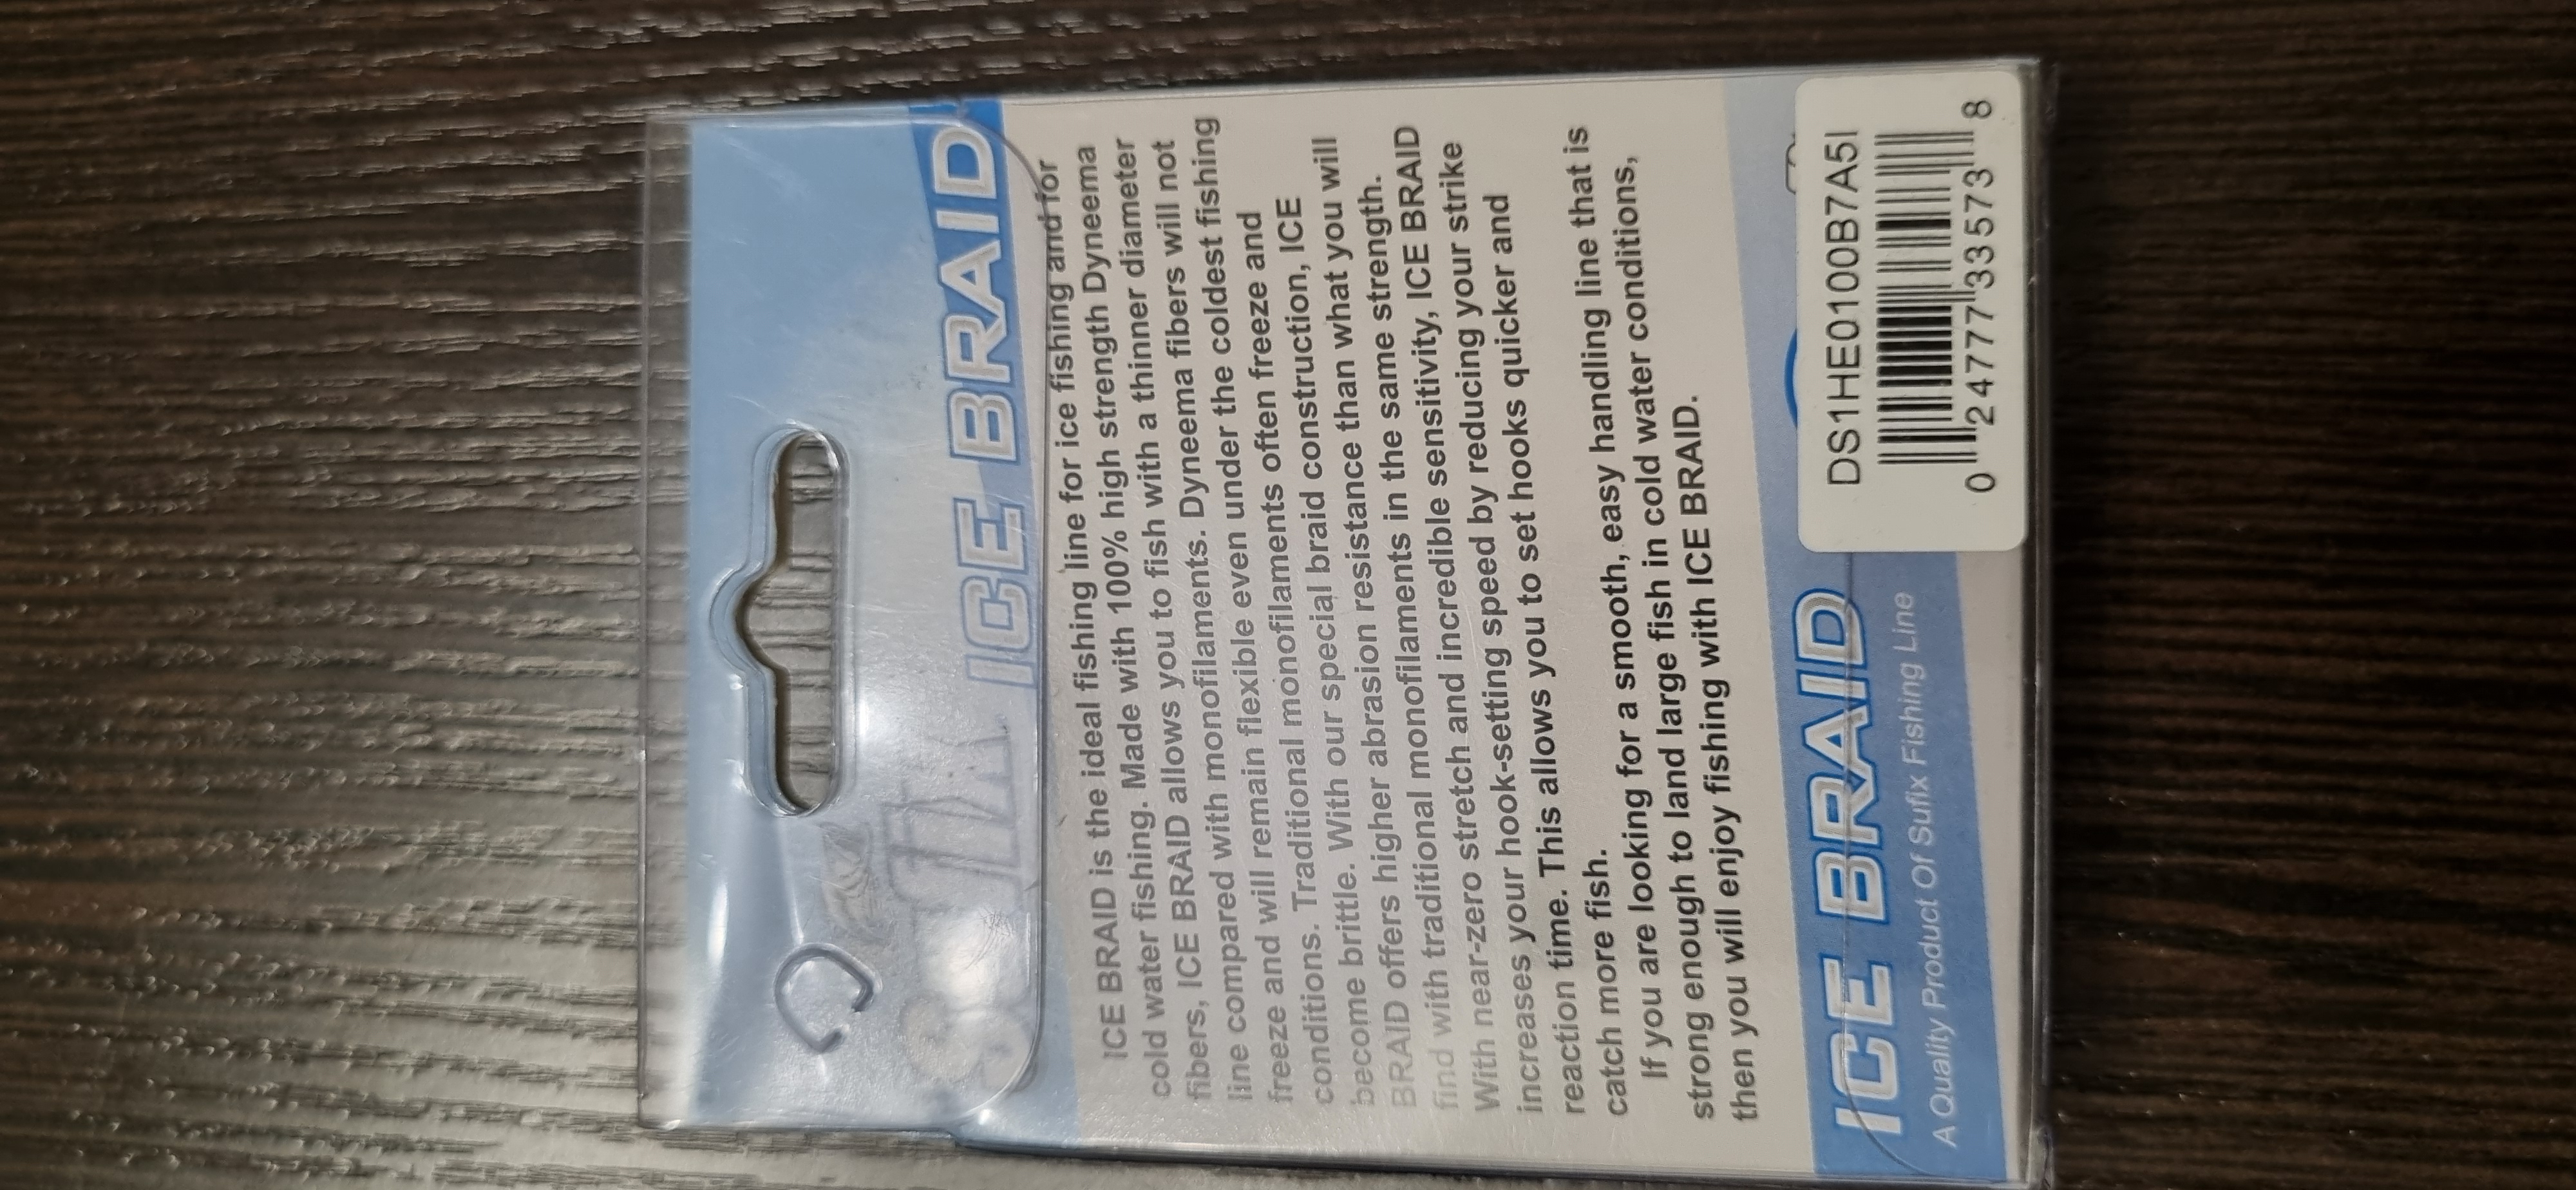 ICE BRAID
ICE BRAID is the ideal fishing line for ice fishing and for
cold water fishing. Made with 100% high strength Dyneema
fibers, ICE BRAID allows you to fish with a thinner diameter
line compared with monofilaments. Dyneema fibers will not
freeze and will remain flexible even under the coldest fishing
conditions. Traditional monofilaments often freeze and
become brittle. With our special braid construction, ICE
BRAID offers higher abrasion resistance than what you will
find with traditional monofilaments in the same strength.
With near-zero stretch and incredible sensitivity, ICE BRAID
increases your hook-setting speed by reducing your strike
reaction time. This allows you to set hooks quicker and
catch more fish.
If you are looking for a smooth, easy handling line that is
strong enough to land large fish in cold water conditions,
then you will enjoy fishing with ICE BRAID.
ICE BRAID
A Quality Product Of Sufix Fishing Line
DS1HE0100B7A5I
0 24777 33573 8